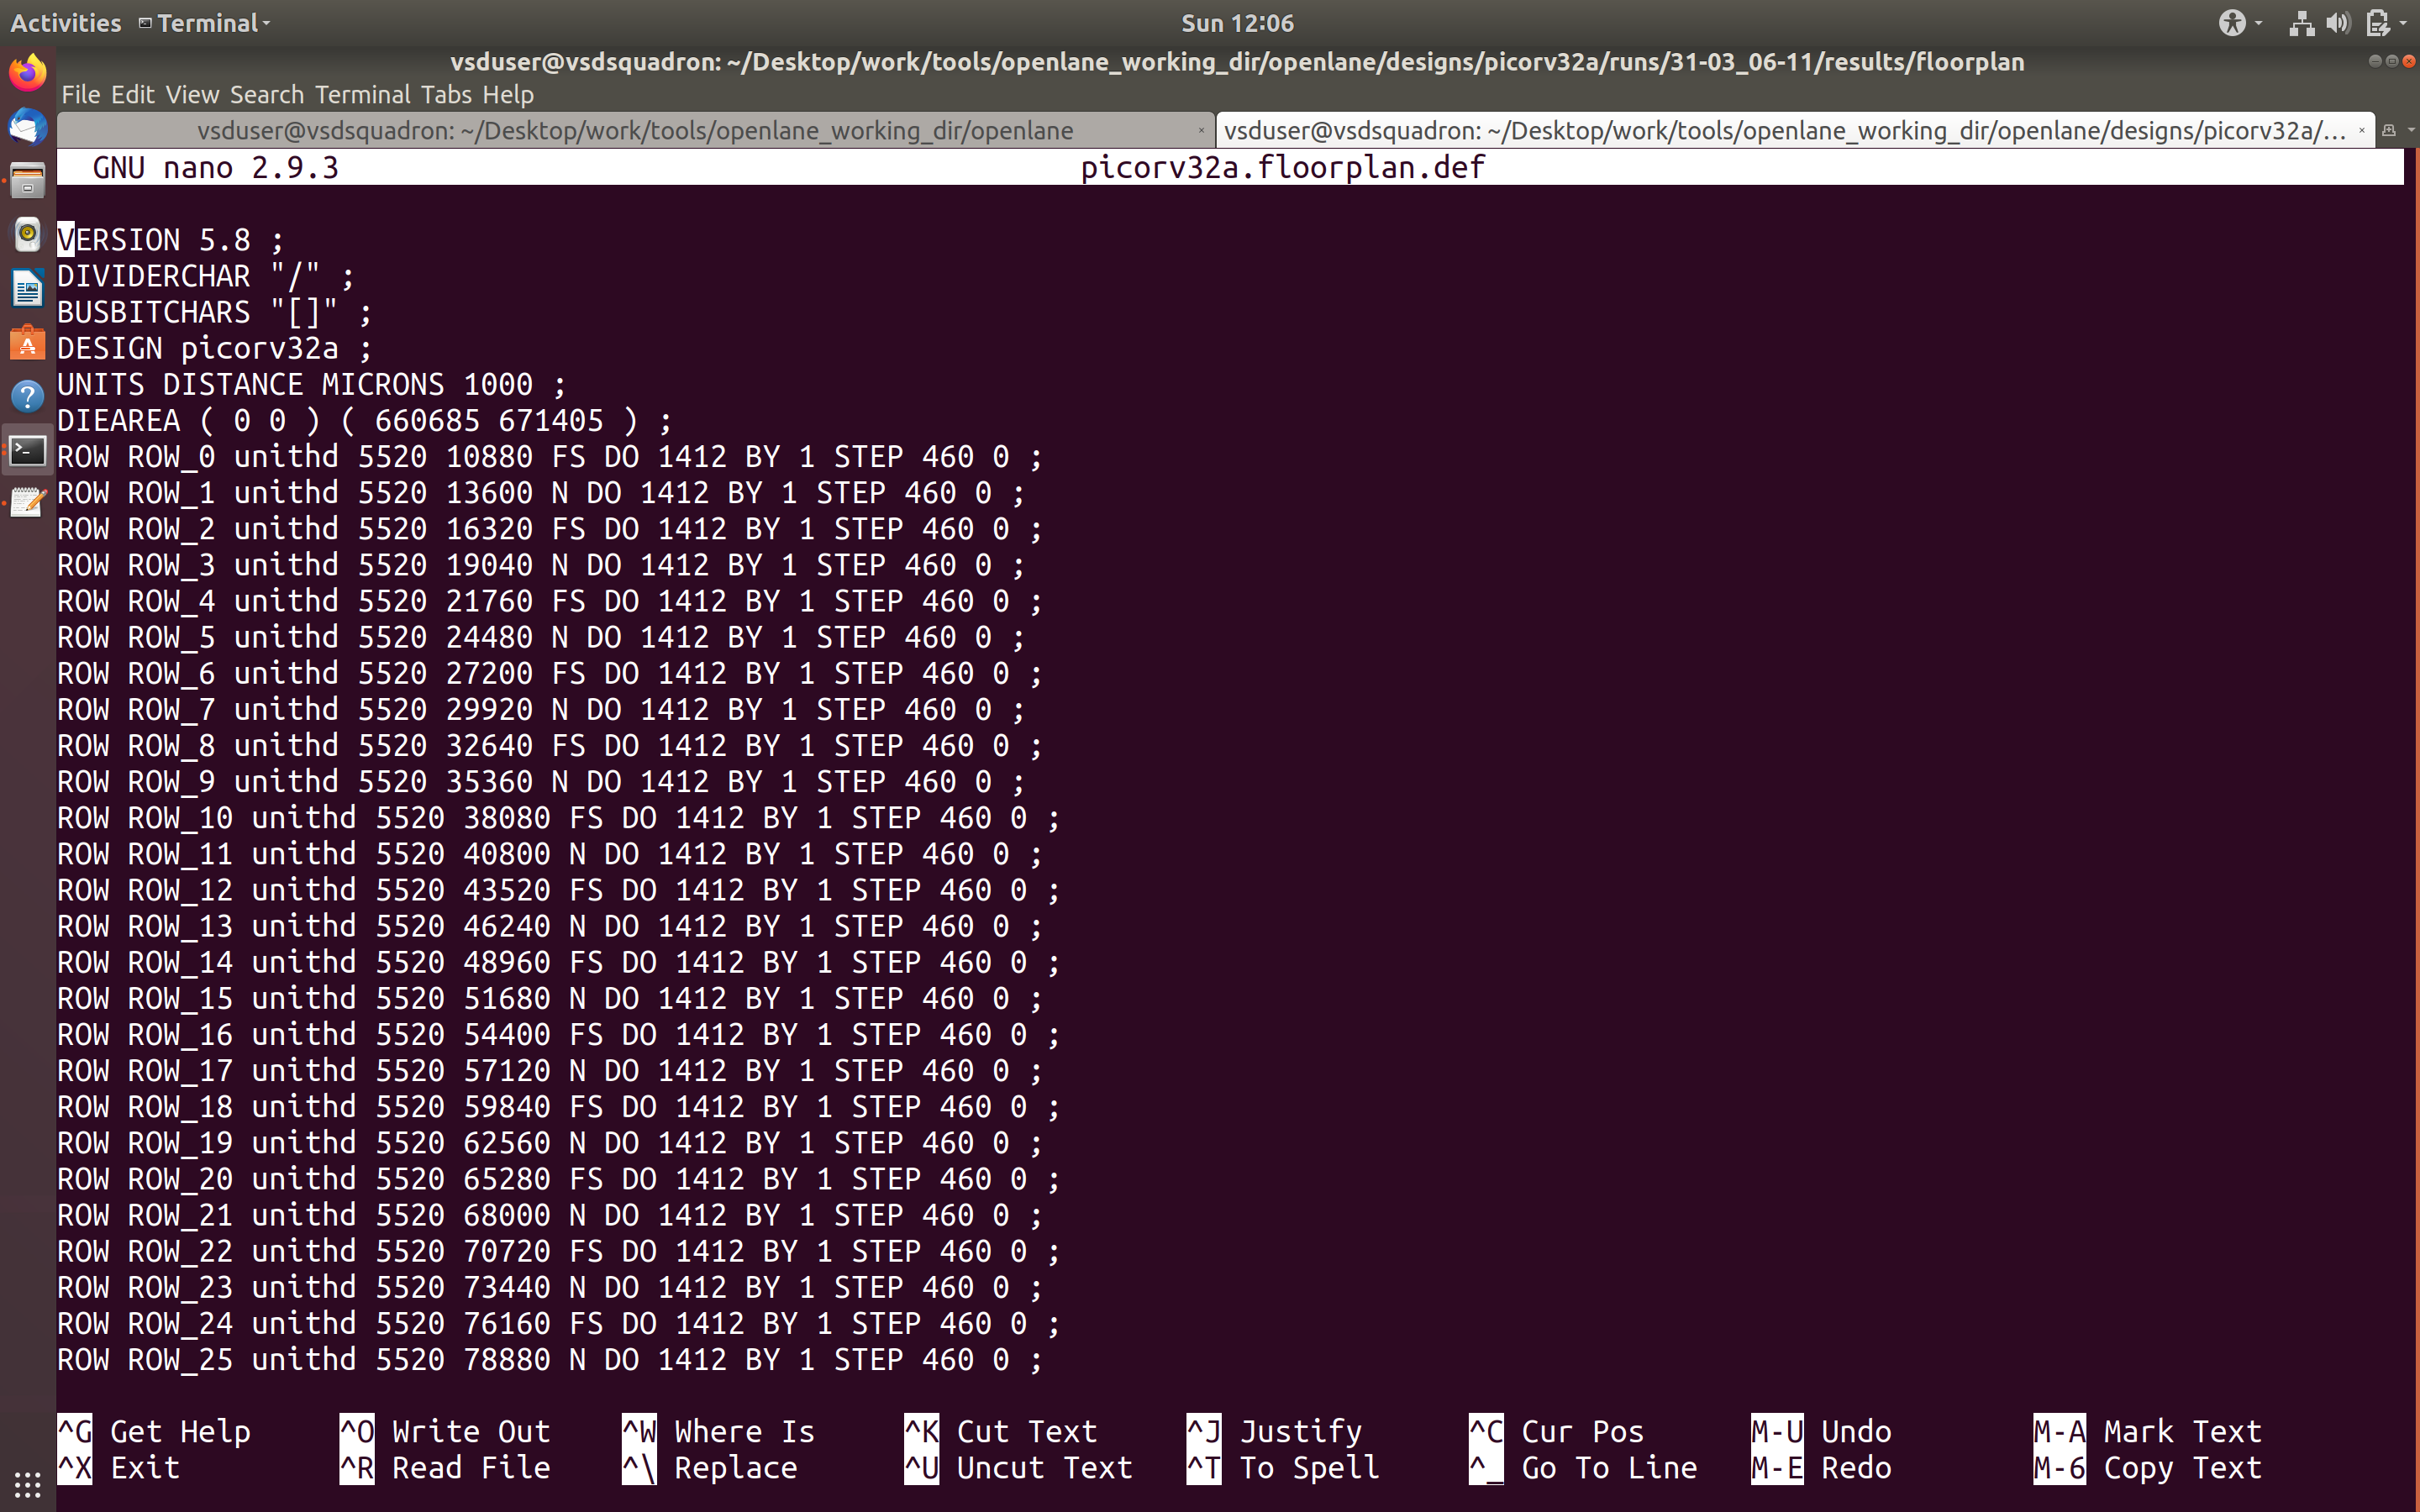 Activities Terminal Sun 12:06
vsduser@vsdsquadron: ~/Desktop/work/tools/openlane_working_dir/openlane/designs/picorv32a/runs/31-03_06-11/results/floorplan
File Edit View Search Terminal Tabs Help
vsduser@vsdsquadron: ~/Desktop/work/tools/openlane_working_dir/openlane × vsduser@vsdsquadron: ~/Desktop/work/tools/openlane_working_dir/openlane/designs/picorv32a/... ×
GNU nano 2.9.3 picorv32a.floorplan.def
VERSION 5.8 ;
DIVIDERCHAR "/" ;
BUSBITCHARS "[]" ;
DESIGN picorv32a ;
UNITS DISTANCE MICRONS 1000 ;
DIEAREA ( 0 0 ) ( 660685 671405 ) ;
ROW ROW_0 unithd 5520 10880 FS DO 1412 BY 1 STEP 460 0 ;
ROW ROW_1 unithd 5520 13600 N DO 1412 BY 1 STEP 460 0 ;
ROW ROW_2 unithd 5520 16320 FS DO 1412 BY 1 STEP 460 0 ;
ROW ROW_3 unithd 5520 19040 N DO 1412 BY 1 STEP 460 0 ;
ROW ROW_4 unithd 5520 21760 FS DO 1412 BY 1 STEP 460 0 ;
ROW ROW_5 unithd 5520 24480 N DO 1412 BY 1 STEP 460 0 ;
ROW ROW_6 unithd 5520 27200 FS DO 1412 BY 1 STEP 460 0 ;
ROW ROW_7 unithd 5520 29920 N DO 1412 BY 1 STEP 460 0 ;
ROW ROW_8 unithd 5520 32640 FS DO 1412 BY 1 STEP 460 0 ;
ROW ROW_9 unithd 5520 35360 N DO 1412 BY 1 STEP 460 0 ;
ROW ROW_10 unithd 5520 38080 FS DO 1412 BY 1 STEP 460 0 ;
ROW ROW_11 unithd 5520 40800 N DO 1412 BY 1 STEP 460 0 ;
ROW ROW_12 unithd 5520 43520 FS DO 1412 BY 1 STEP 460 0 ;
ROW ROW_13 unithd 5520 46240 N DO 1412 BY 1 STEP 460 0 ;
ROW ROW_14 unithd 5520 48960 FS DO 1412 BY 1 STEP 460 0 ;
ROW ROW_15 unithd 5520 51680 N DO 1412 BY 1 STEP 460 0 ;
ROW ROW_16 unithd 5520 54400 FS DO 1412 BY 1 STEP 460 0 ;
ROW ROW_17 unithd 5520 57120 N DO 1412 BY 1 STEP 460 0 ;
ROW ROW_18 unithd 5520 59840 FS DO 1412 BY 1 STEP 460 0 ;
ROW ROW_19 unithd 5520 62560 N DO 1412 BY 1 STEP 460 0 ;
ROW ROW_20 unithd 5520 65280 FS DO 1412 BY 1 STEP 460 0 ;
ROW ROW_21 unithd 5520 68000 N DO 1412 BY 1 STEP 460 0 ;
ROW ROW_22 unithd 5520 70720 FS DO 1412 BY 1 STEP 460 0 ;
ROW ROW_23 unithd 5520 73440 N DO 1412 BY 1 STEP 460 0 ;
ROW ROW_24 unithd 5520 76160 FS DO 1412 BY 1 STEP 460 0 ;
ROW ROW_25 unithd 5520 78880 N DO 1412 BY 1 STEP 460 0 ;
^G Get Help ^O Write Out ^W Where Is ^K Cut Text ^J Justify ^C Cur Pos M-U Undo M-A Mark Text
^X Exit ^R Read File ^\ Replace ^U Uncut Text ^T To Spell ^_ Go To Line M-E Redo M-6 Copy Text